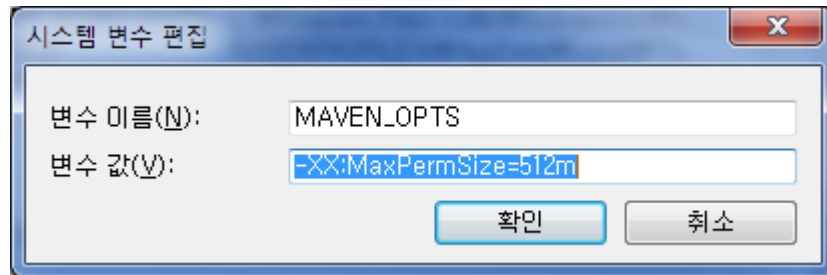 시스템 변수 편집
변수 이름(N): MAVEN_OPTS
변수 값(V): -XX:MaxPermSize=512m
확인 취소